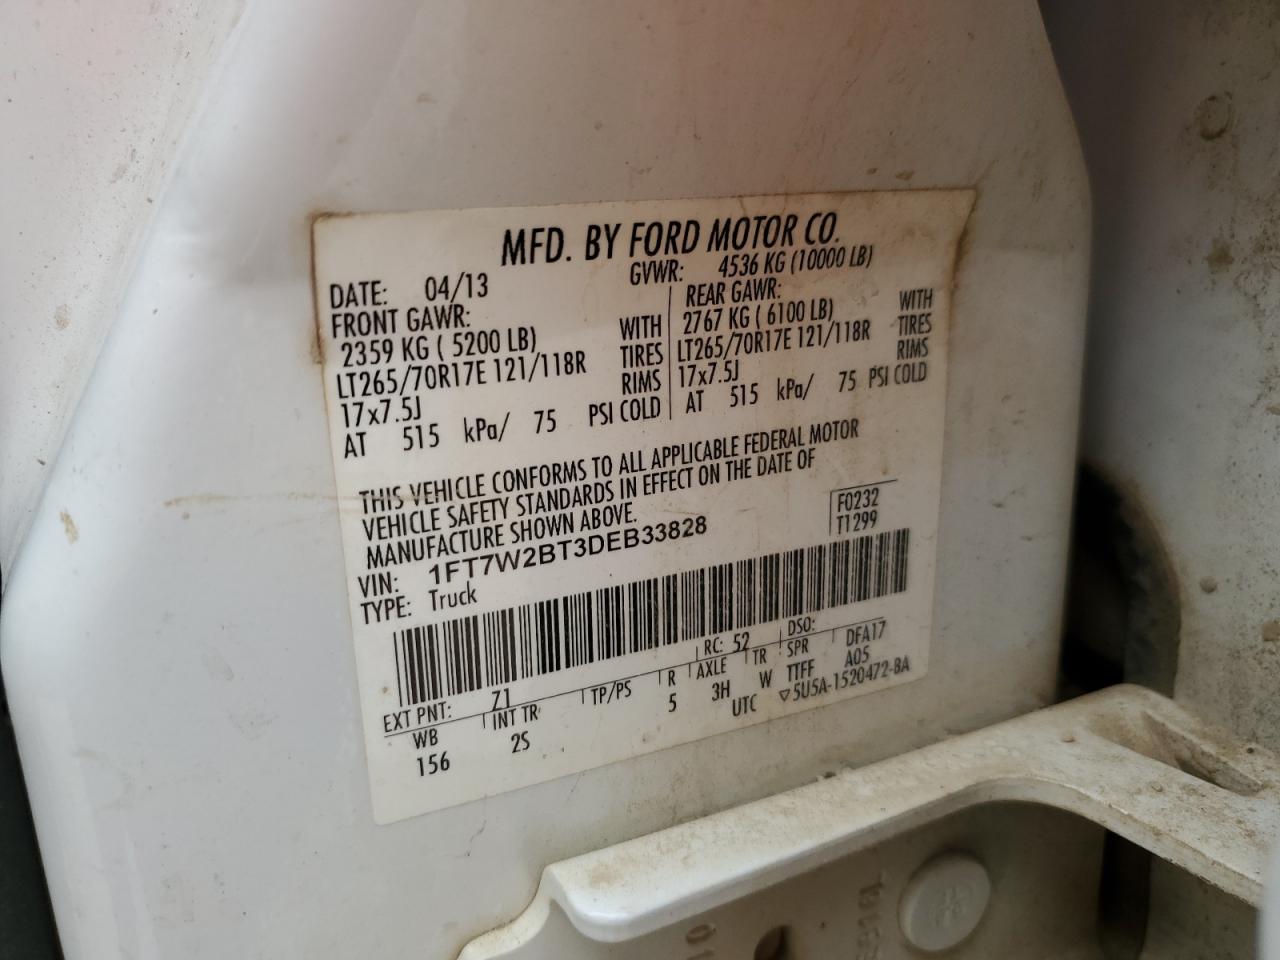 MFD. BY FORD MOTOR CO.
DATE: 04/13
GVWR: 4536 KG (10000 LB)
FRONT GAWR:
2359 KG ( 5200 LB) WITH
LT265/70R17E 121/118R TIRES
17x7.5J RIMS
AT 515 kPa/ 75 PSI COLD
REAR GAWR:
2767 KG ( 6100 LB) WITH
LT265/70R17E 121/118R TIRES
17x7.5J RIMS
AT 515 kPa/ 75 PSI COLD
THIS VEHICLE CONFORMS TO ALL APPLICABLE FEDERAL MOTOR
VEHICLE SAFETY STANDARDS IN EFFECT ON THE DATE OF
MANUFACTURE SHOWN ABOVE.
F0232
T1299
VIN: 1FT7W2BT3DEB33828
TYPE: Truck
EXT PNT: Z1 RC: 52 DSO:
WB INT TR TP/PS R AXLE TR SPR DFA17
156 2S 5 3H W TTFF A05
UTC ▽5U5A-1520472-BA